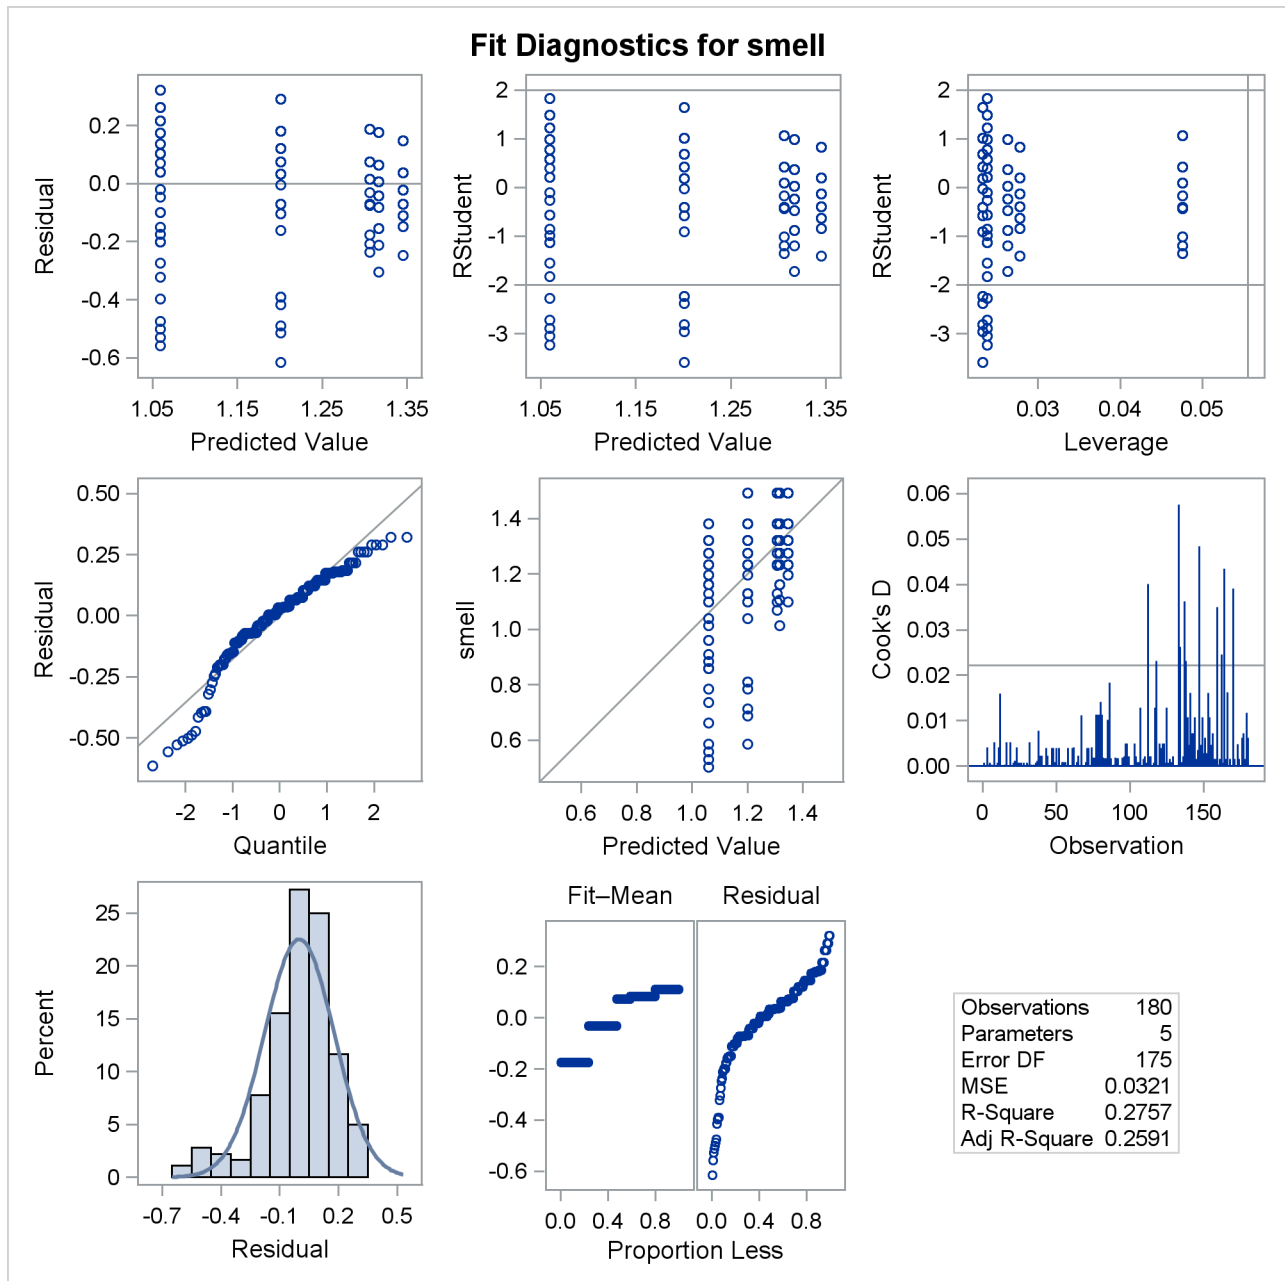 Fit Diagnostics for smell
0.2
0.0
-0.2
-0.4
-0.6
Residual
1.05 1.15 1.25 1.35
Predicted Value
2
1
0
-1
-2
-3
RStudent
1.05 1.15 1.25 1.35
Predicted Value
2
1
0
-1
-2
-3
RStudent
0.03 0.04 0.05
Leverage
0.50
0.25
0.00
-0.25
-0.50
Residual
-2 -1 0 1 2
Quantile
1.4
1.2
1.0
0.8
0.6
smell
0.6 0.8 1.0 1.2 1.4
Predicted Value
0.06
0.05
0.04
0.03
0.02
0.01
0.00
Cook's D
0 50 100 150
Observation
25
20
15
10
5
0
Percent
-0.7 -0.4 -0.1 0.2 0.5
Residual
Fit–Mean Residual
0.2
0.0
-0.2
-0.4
-0.6
0.0 0.4 0.8 0.0 0.4 0.8
Proportion Less
Observations 180
Parameters 5
Error DF 175
MSE 0.0321
R-Square 0.2757
Adj R-Square 0.2591